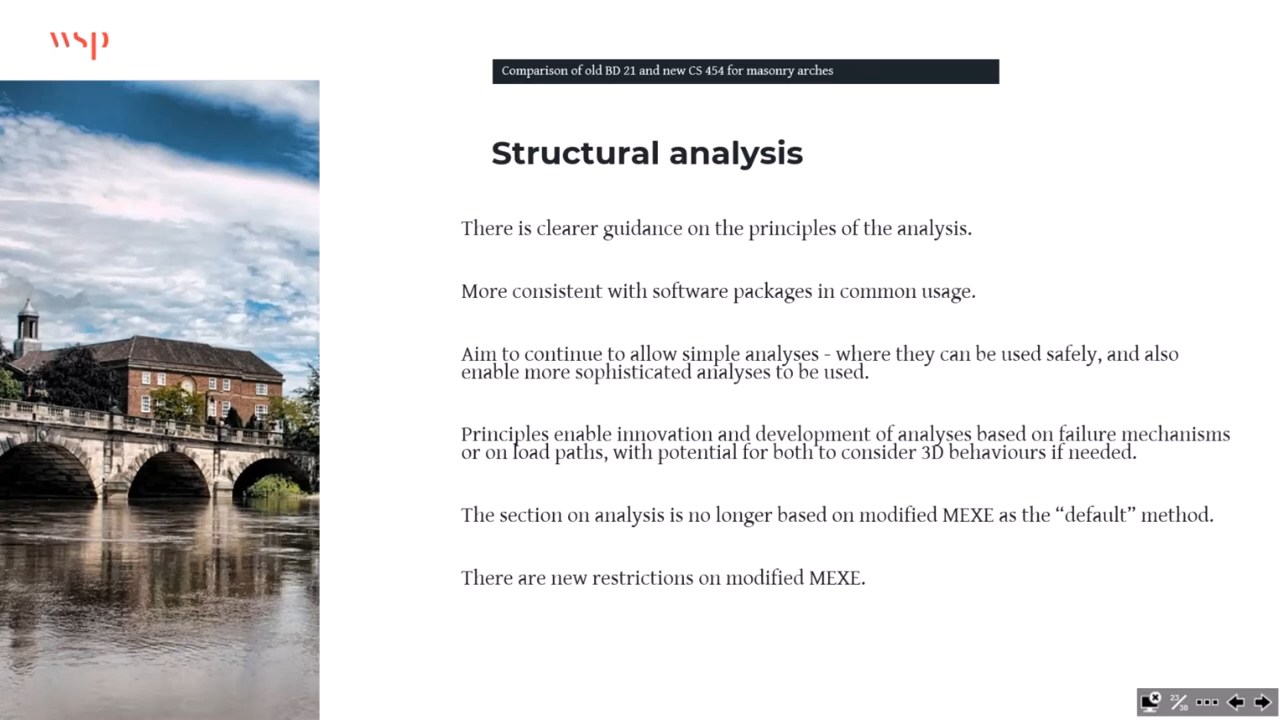 wsp
Comparison of old BD 21 and new CS 454 for masonry arches
Structural analysis
There is clearer guidance on the principles of the analysis.
More consistent with software packages in common usage.
Aim to continue to allow simple analyses - where they can be used safely, and also
enable more sophisticated analyses to be used.
Principles enable innovation and development of analyses based on failure mechanisms
or on load paths, with potential for both to consider 3D behaviours if needed.
The section on analysis is no longer based on modified MEXE as the “default” method.
There are new restrictions on modified MEXE.
23/38